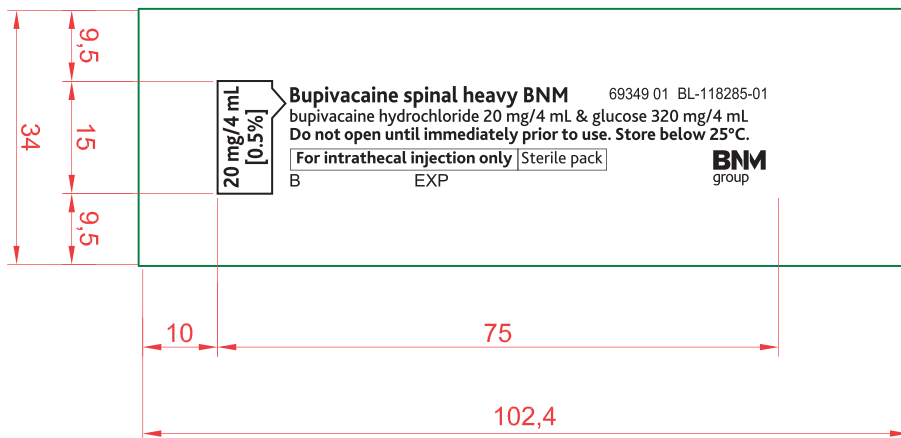 9,5
15
9,5
34
20 mg/4 mL
[0.5%]
Bupivacaine spinal heavy BNM 69349 01 BL-118285-01
bupivacaine hydrochloride 20 mg/4 mL & glucose 320 mg/4 mL
Do not open until immediately prior to use. Store below 25°C.
For intrathecal injection only Sterile pack
B EXP
BNM
group
10 75
102,4